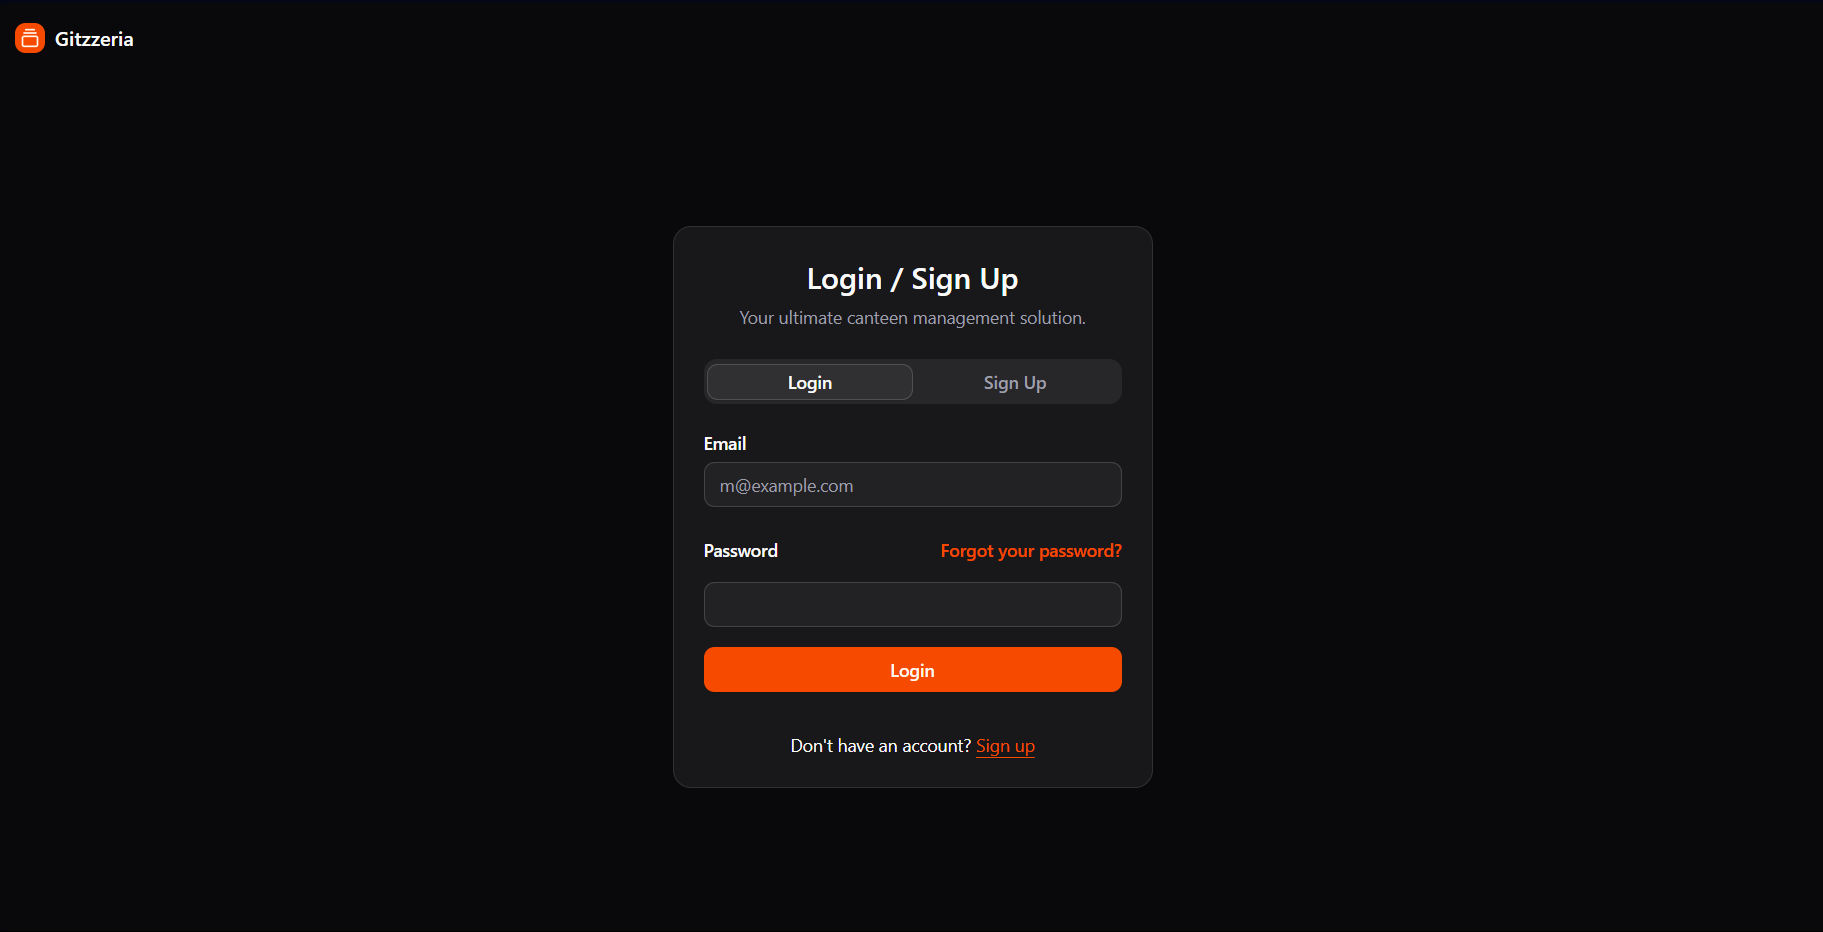 Gitzzeria
Login / Sign Up
Your ultimate canteen management solution.
Login
Sign Up
Email
m@example.com
Password
Forgot your password?
Login
Don't have an account? Sign up